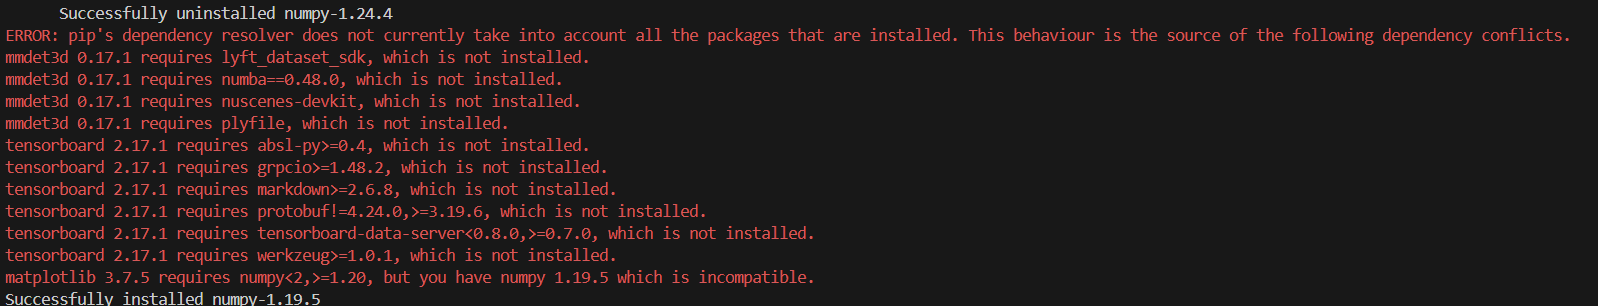 Successfully uninstalled numpy-1.24.4
ERROR: pip's dependency resolver does not currently take into account all the packages that are installed. This behaviour is the source of the following dependency conflicts.
mmdet3d 0.17.1 requires lyft_dataset_sdk, which is not installed.
mmdet3d 0.17.1 requires numba==0.48.0, which is not installed.
mmdet3d 0.17.1 requires nuscenes-devkit, which is not installed.
mmdet3d 0.17.1 requires plyfile, which is not installed.
tensorboard 2.17.1 requires absl-py>=0.4, which is not installed.
tensorboard 2.17.1 requires grpcio>=1.48.2, which is not installed.
tensorboard 2.17.1 requires markdown>=2.6.8, which is not installed.
tensorboard 2.17.1 requires protobuf!=4.24.0,>=3.19.6, which is not installed.
tensorboard 2.17.1 requires tensorboard-data-server<0.8.0,>=0.7.0, which is not installed.
tensorboard 2.17.1 requires werkzeug>=1.0.1, which is not installed.
matplotlib 3.7.5 requires numpy<2,>=1.20, but you have numpy 1.19.5 which is incompatible.
Successfully installed numpy-1.19.5